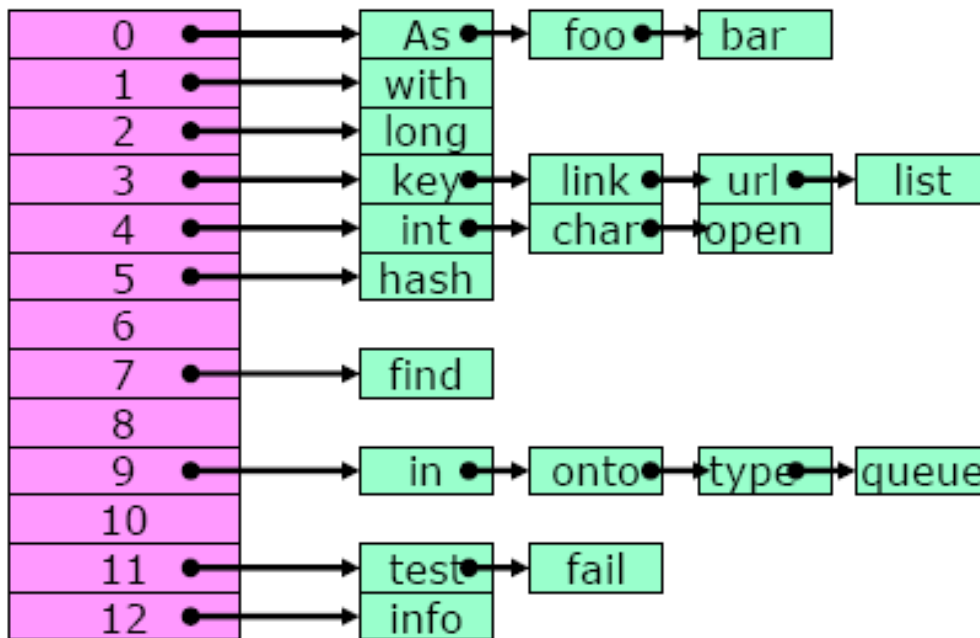 0 As foo bar
1 with
2 long
3 key link url list
4 int char open
5 hash
6
7 find
8
9 in onto type queue
10
11 test fail
12 info